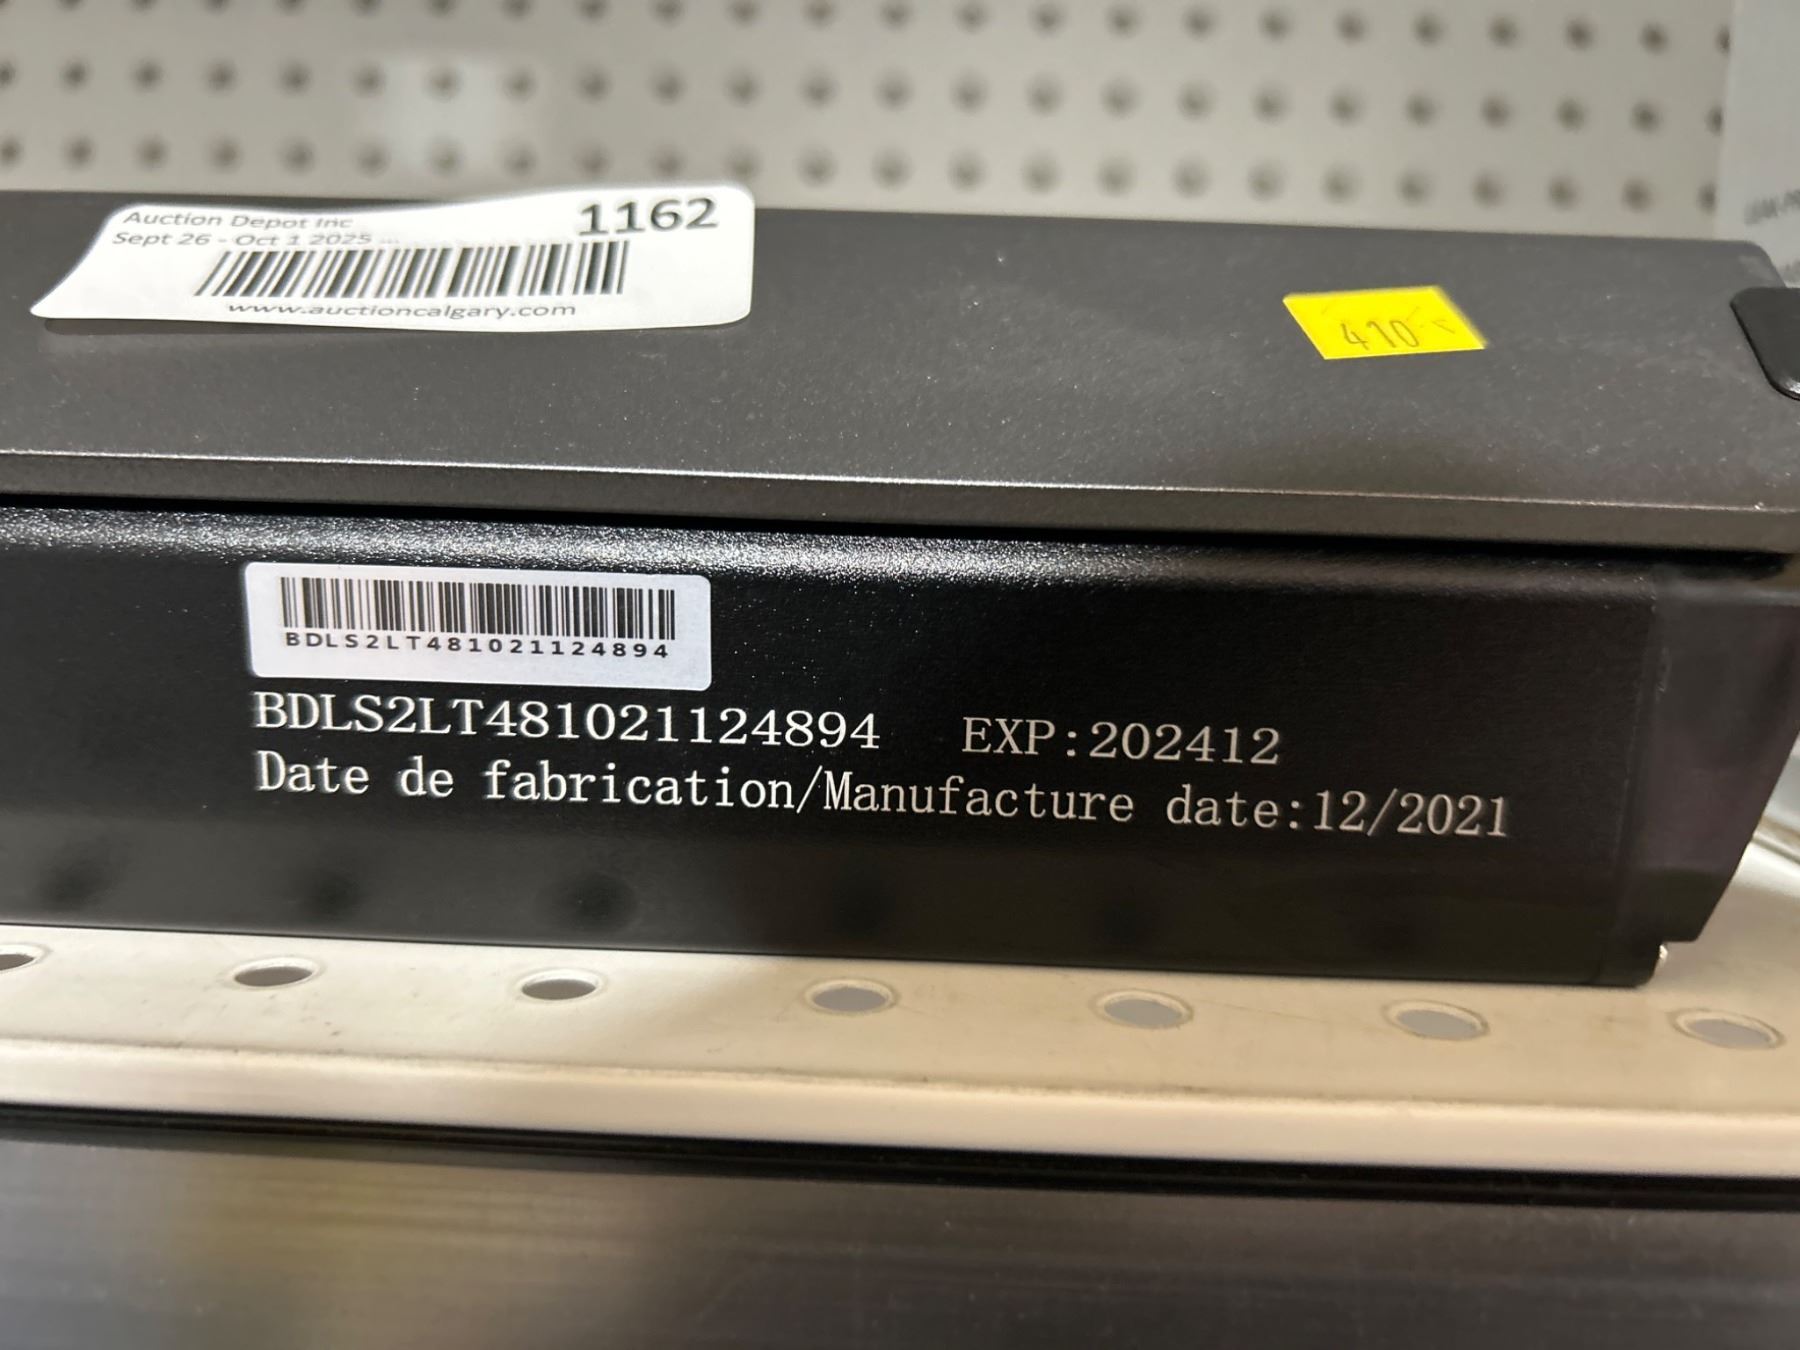 Auction Depot Inc
1162
Sept 26 - Oct 1 2025 ...
www.auctioncalgary.com
410
BDLS2LT481021124894
BDLS2LT481021124894 EXP:202412
Date de fabrication/Manufacture date:12/2021